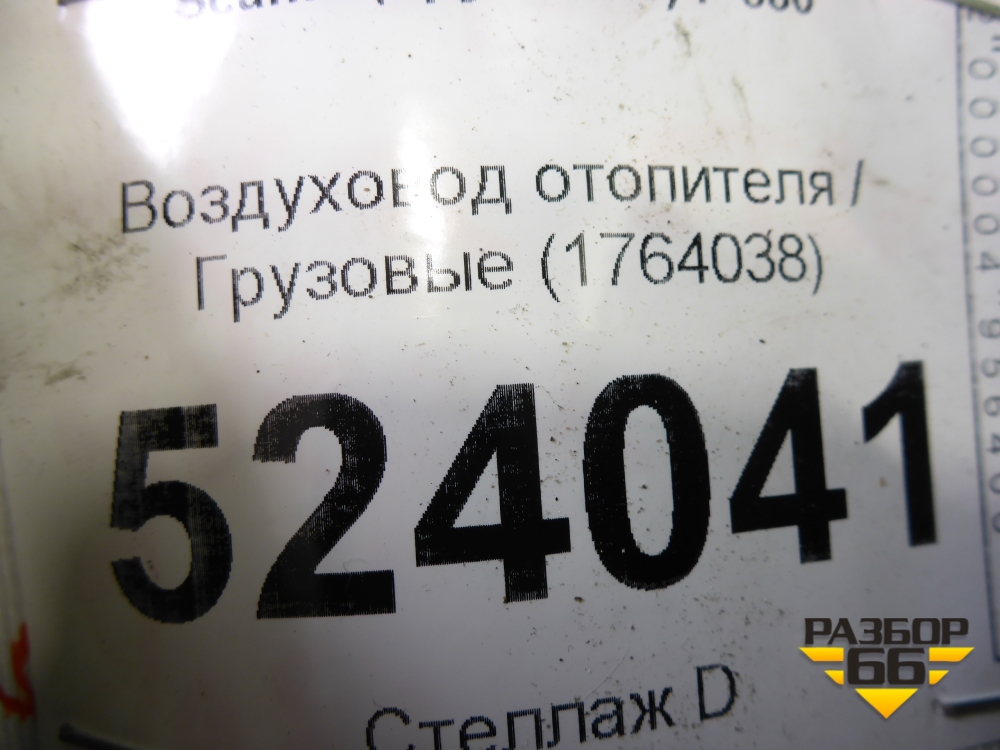 Воздуховод отопителя /
Грузовые (1764038)
524041
Стеллаж D
РАЗБОР
66